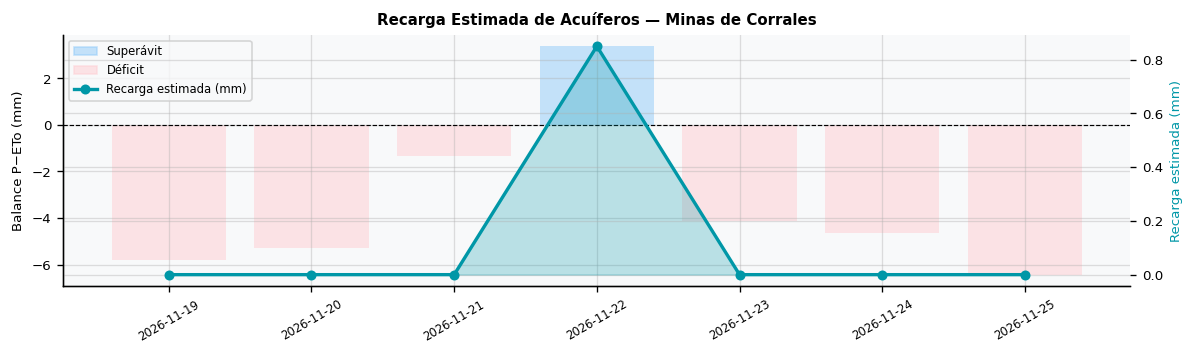 Recarga Estimada de Acuíferos — Minas de Corrales
Superávit
Déficit
Recarga estimada (mm)
Balance P−ETo (mm)
2
0
−2
−4
−6
0.8
0.6
0.4
0.2
0.0
Recarga estimada (mm)
2026-11-19
2026-11-20
2026-11-21
2026-11-22
2026-11-23
2026-11-24
2026-11-25